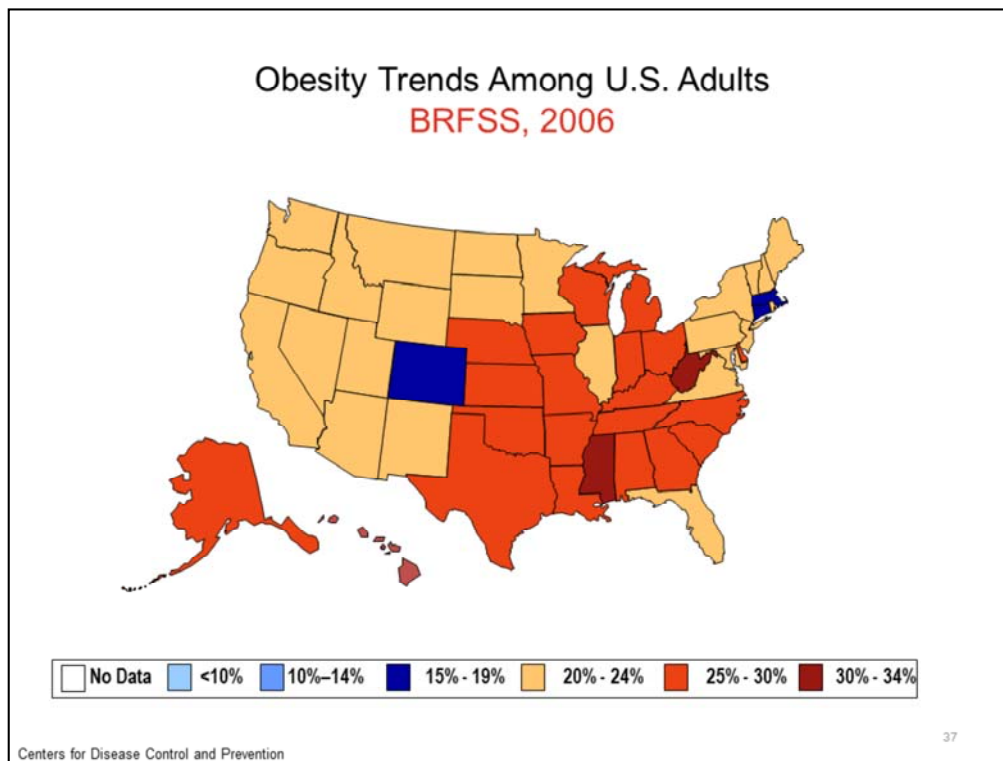 Obesity Trends Among U.S. Adults
BRFSS, 2006
No Data <10% 10%–14% 15% - 19% 20% - 24% 25% - 30% 30% - 34%
37
Centers for Disease Control and Prevention